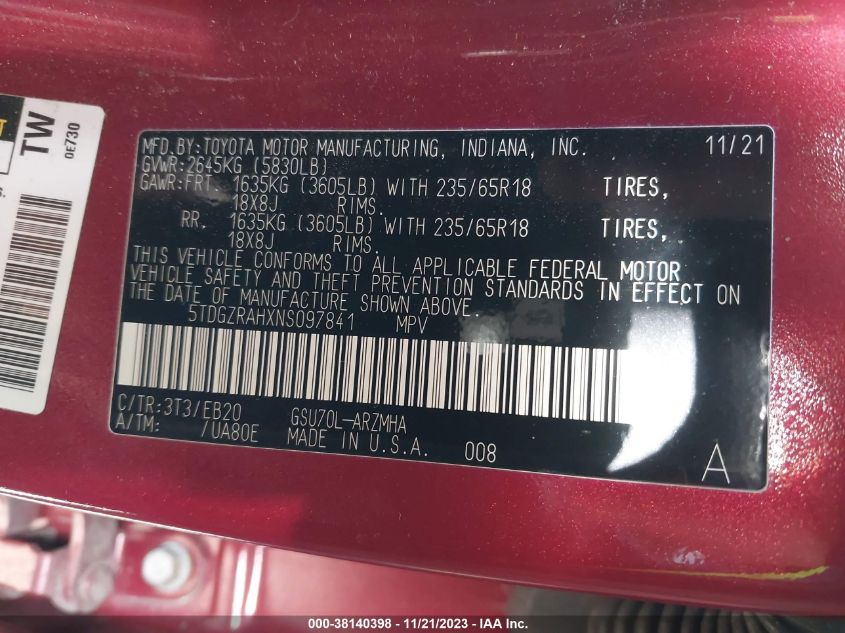 TW
0E730
S.
MFD.BY:TOYOTA MOTOR MANUFACTURING, INDIANA, INC. 11/21
GVWR:2645KG (5830LB)
GAWR:FRT. 1635KG (3605LB) WITH 235/65R18 TIRES,
18X8J RIMS.
RR. 1635KG (3605LB) WITH 235/65R18 TIRES,
18X8J RIMS.
THIS VEHICLE CONFORMS TO ALL APPLICABLE FEDERAL MOTOR
VEHICLE SAFETY AND THEFT PREVENTION STANDARDS IN EFFECT ON
THE DATE OF MANUFACTURE SHOWN ABOVE.
5TDGZRAHXNS097841 MPV
C/TR:3T3/EB20 GSU70L-ARZMHA
A/TM: /UA80E MADE IN U.S.A. 008 A
000-38140398 - 11/21/2023 - IAA Inc.